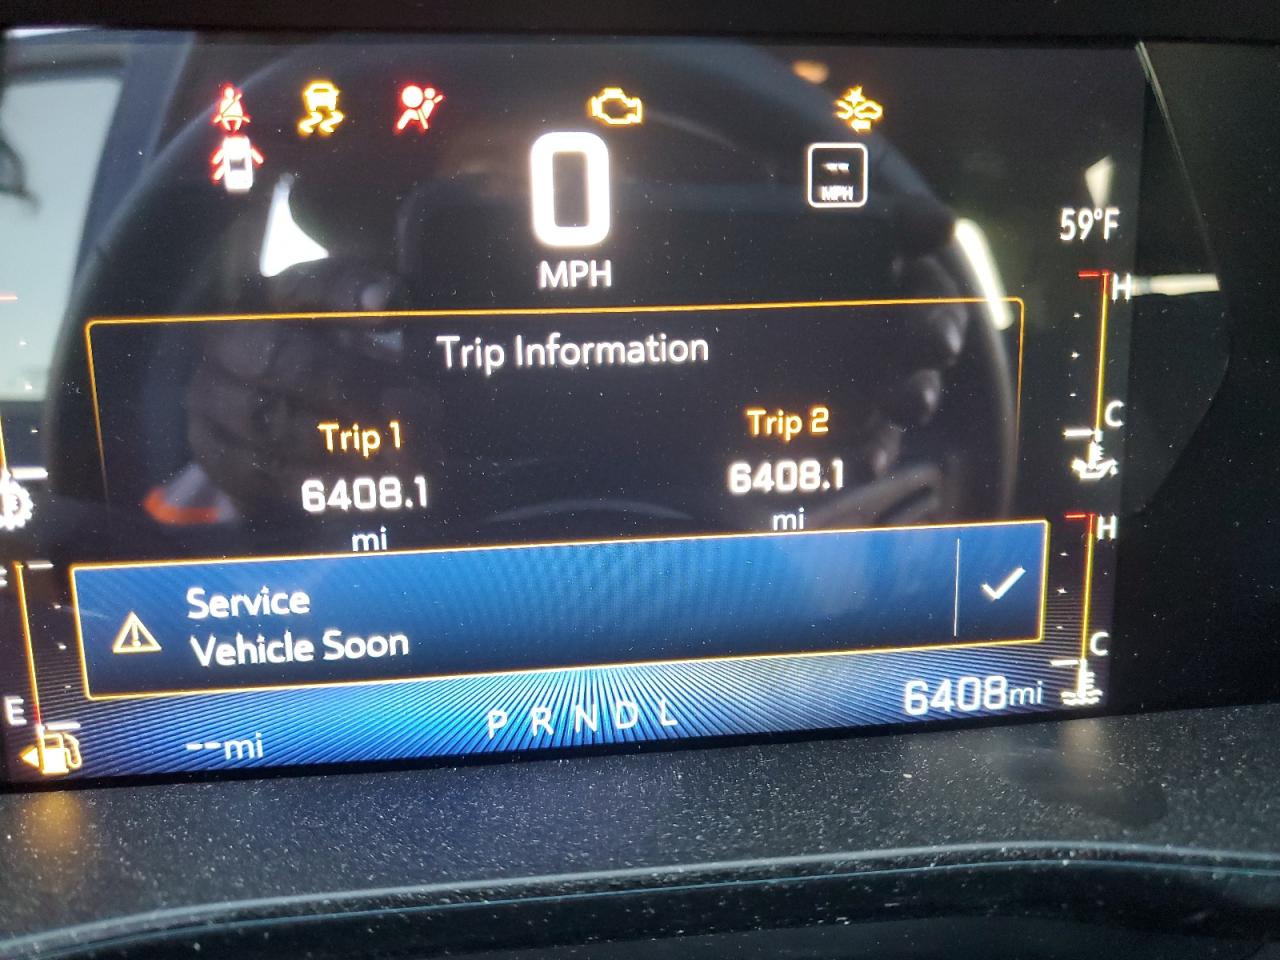 0
MPH
--
MPH
59°F
H
Trip Information
Trip 1
Trip 2
6408.1
6408.1
mi
mi
C
H
Service
Vehicle Soon
C
E
6408mi
P R N D L
--mi